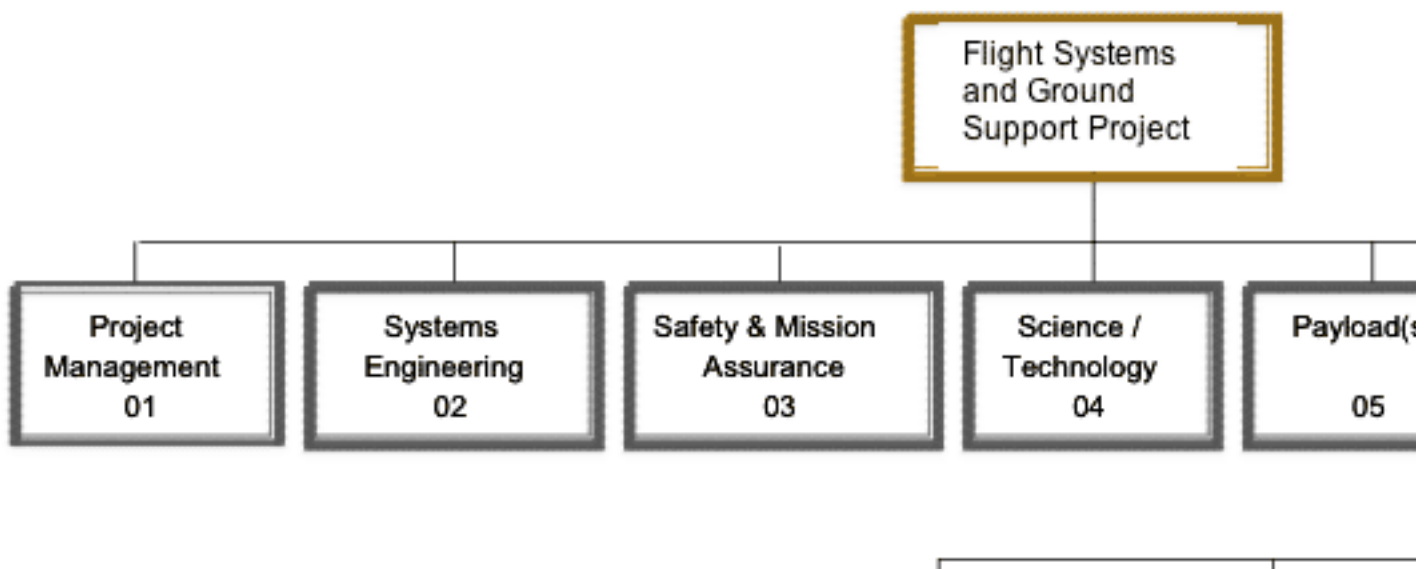 Flight Systems
and Ground
Support Project
Project
Management
01
Systems
Engineering
02
Safety & Mission
Assurance
03
Science /
Technology
04
05